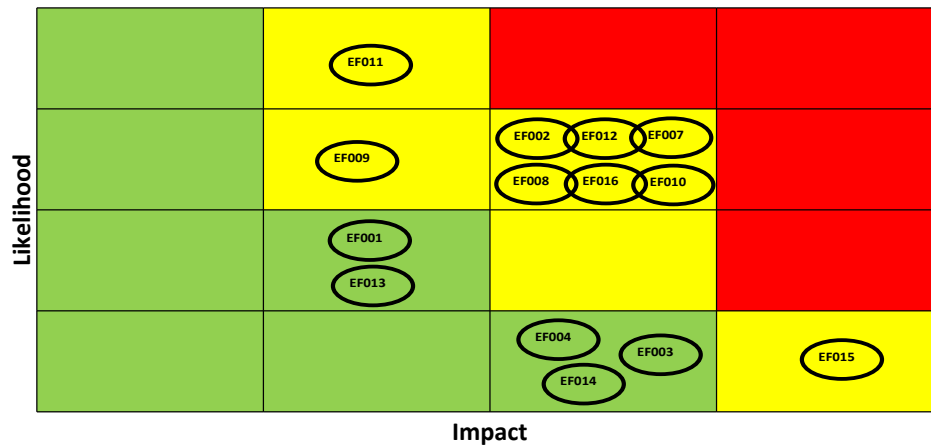 EF011
EF002 EF012 EF007
EF009
EF008 EF016 EF010
Likelihood
EF001
EF013
EF004
EF003
EF015
EF014
Impact